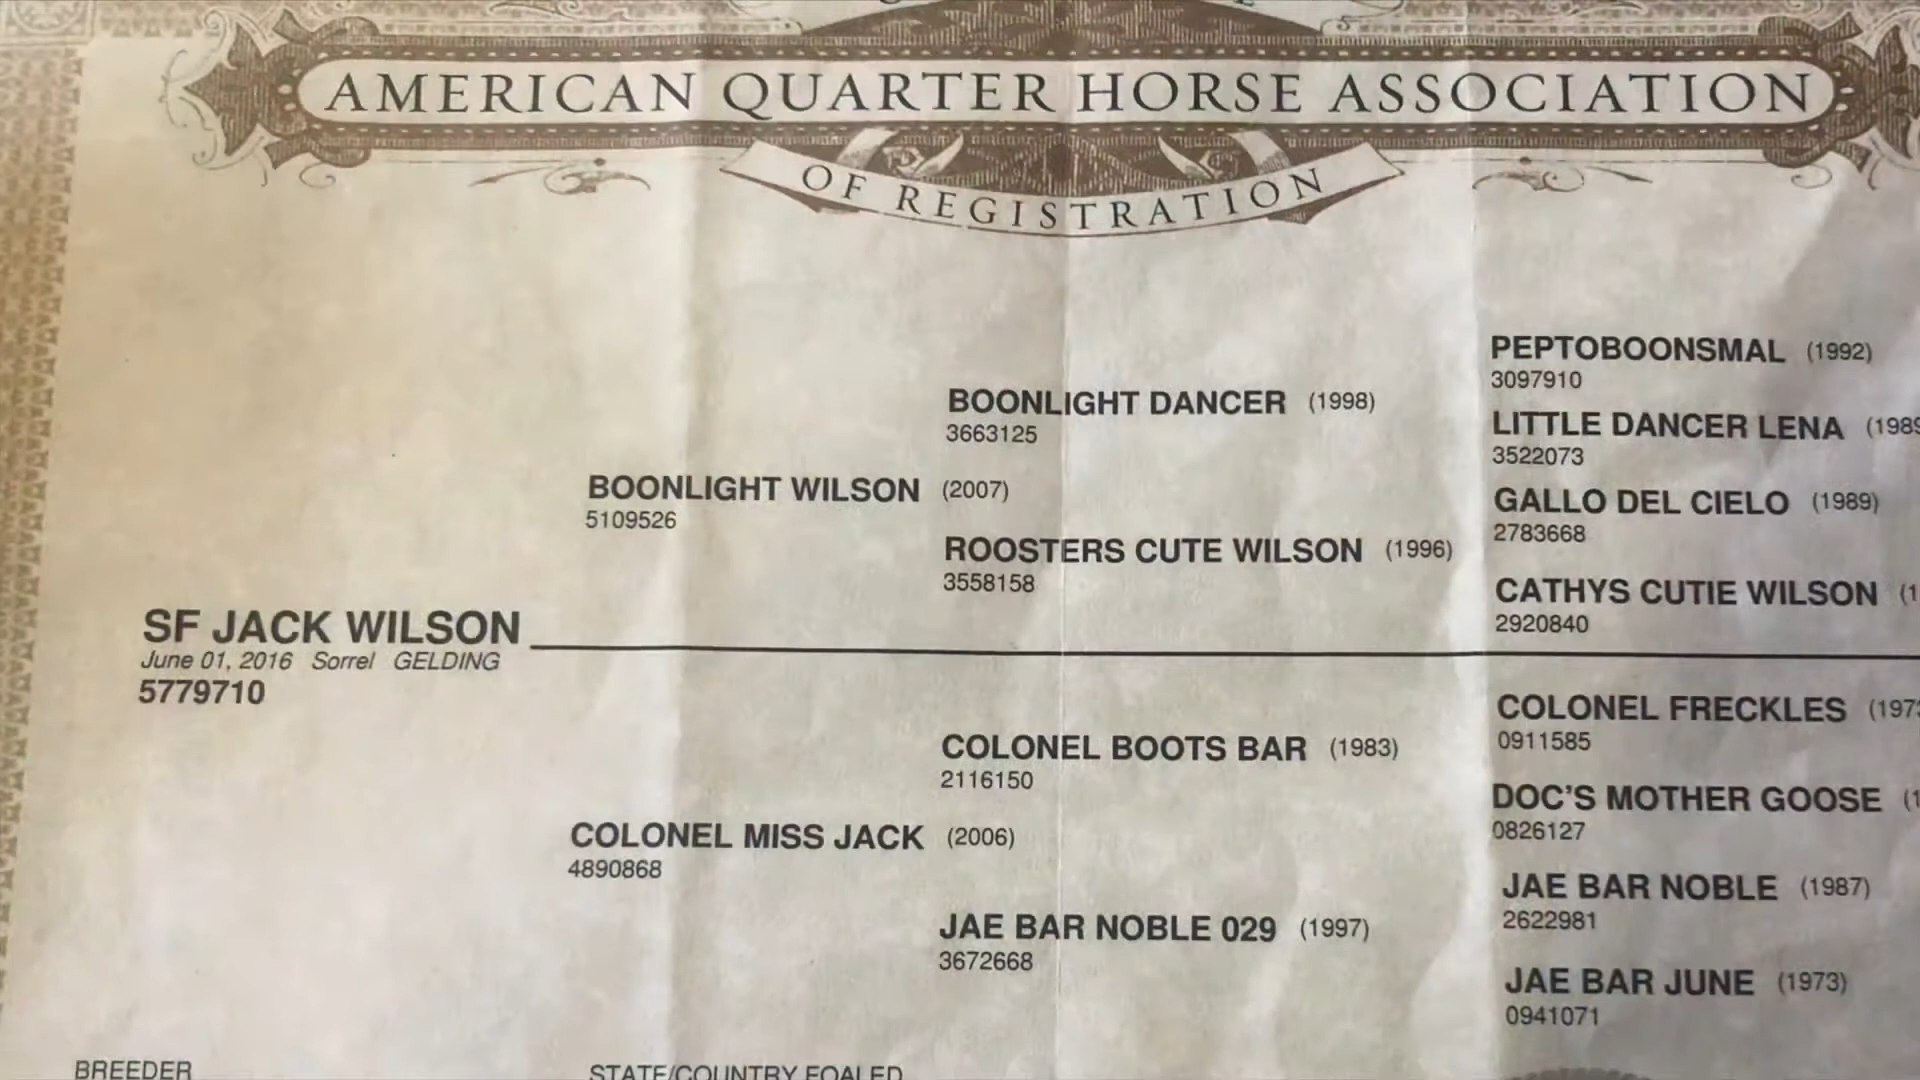 AMERICAN QUARTER HORSE ASSOCIATION
OF REGISTRATION
PEPTOBOONSMAL (1992)
3097910
BOONLIGHT DANCER (1998)
3663125
LITTLE DANCER LENA (1989
3522073
BOONLIGHT WILSON (2007)
5109526
GALLO DEL CIELO (1989)
2783668
ROOSTERS CUTE WILSON (1996)
3558158
CATHYS CUTIE WILSON (1
2920840
SF JACK WILSON
June 01, 2016 Sorrel GELDING
5779710
COLONEL FRECKLES (197
0911585
COLONEL BOOTS BAR (1983)
2116150
DOC'S MOTHER GOOSE (1
0826127
COLONEL MISS JACK (2006)
4890868
JAE BAR NOBLE (1987)
2622981
JAE BAR NOBLE 029 (1997)
3672668
JAE BAR JUNE (1973)
0941071
BREEDER
STATE/COUNTRY FOALED